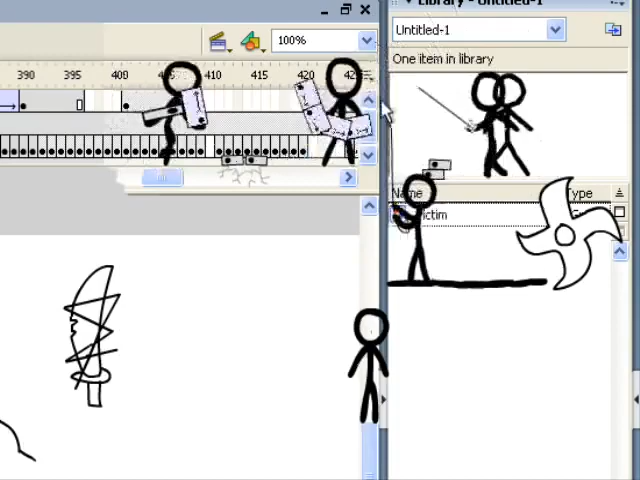 Library - Untitled-1
100%
Untitled-1
One item in library
390 395 400 410 415 420
Name Type
ictim